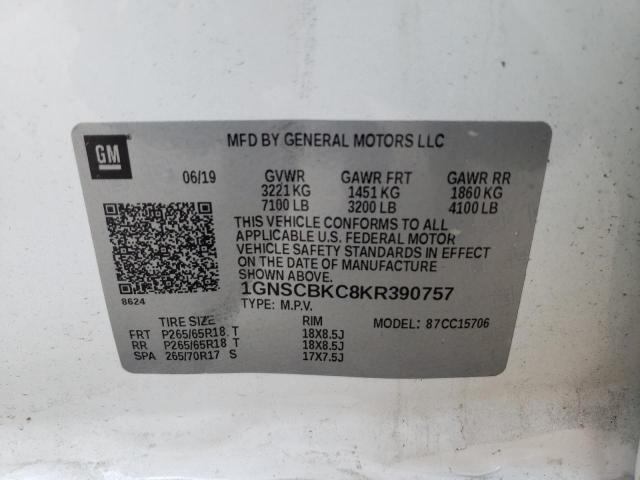 GM
MFD BY GENERAL MOTORS LLC
06/19 GVWR GAWR FRT GAWR RR
3221 KG 1451 KG 1860 KG
7100 LB 3200 LB 4100 LB
THIS VEHICLE CONFORMS TO ALL
APPLICABLE U.S. FEDERAL MOTOR
VEHICLE SAFETY STANDARDS IN EFFECT
ON THE DATE OF MANUFACTURE
SHOWN ABOVE.
8624
1GNSCBKC8KR390757
TYPE: M.P.V.
TIRE SIZE RIM MODEL: 87CC15706
FRT P265/65R18 T 18X8.5J
RR P265/65R18 T 18X8.5J
SPA 265/70R17 S 17X7.5J